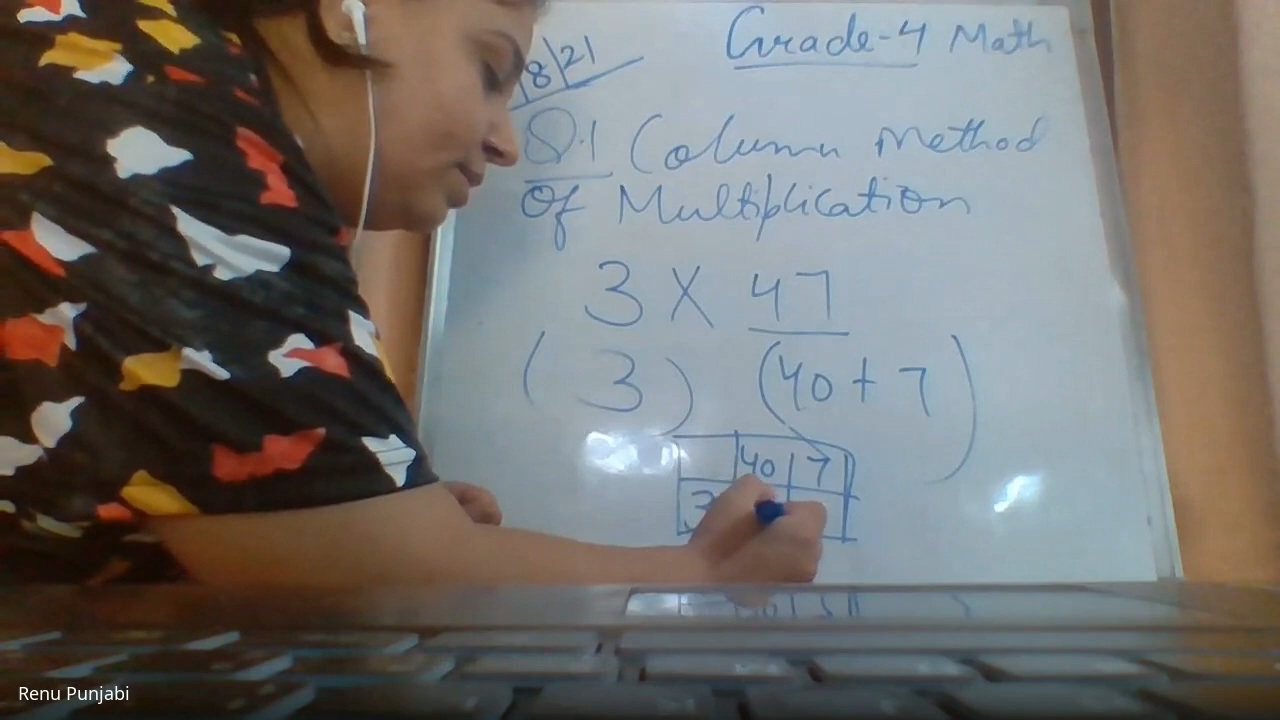 8/21
Grade-4 Math
Q.1 Column Method
Of Multiplication
3 X 47
( 3 ) (40 + 7 )
40 7
3
Renu Punjabi